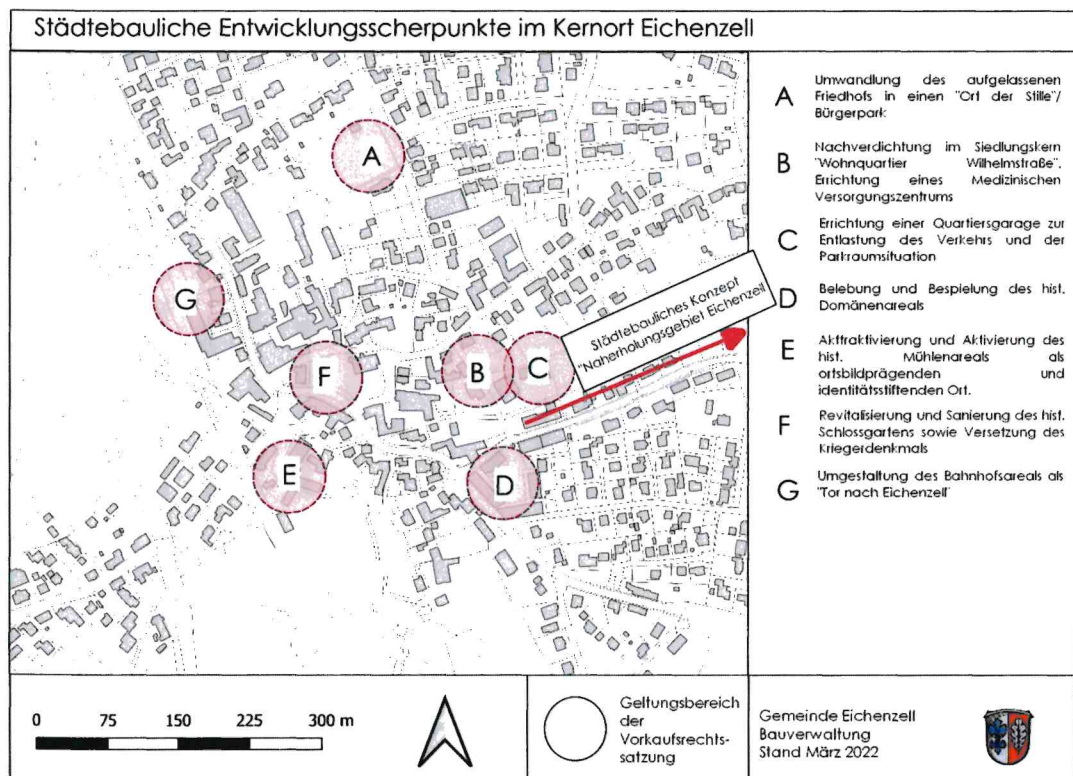 Städtebauliche Entwicklungsscherpunkte im Kernort Eichenzell
A
B
C
D
E
F
G
Städtebauliches Konzept
"Naherholungsgebiet Eichenzell
A
Umwandlung des aufgelassenen
Friedhofs in einen "Ort der Stille"/
Bürgerpark
B
Nachverdichtung im Siedlungskern
"Wohnquartier Wilhelmstraße".
Errichtung eines Medizinischen
Versorgungszentrums
C
Errichtung einer Quartiersgarage zur
Entlastung des Verkehrs und der
Parkraumsituation
D
Belebung und Bespielung des hist.
Domänenareals
E
Akttraktivierung und Aktivierung des
hist. Mühlenareals als
ortsbildprägenden und
identitätsstiftenden Ort.
F
Revitalisierung und Sanierung des hist.
Schlossgartens sowie Versetzung des
Kriegerdenkmals
G
Umgestaltung des Bahnhofsareals als
"Tor nach Eichenzell"
0 75 150 225 300 m
Geltungsbereich
der
Vorkaufsrechts-
satzung
Gemeinde Eichenzell
Bauverwaltung
Stand März 2022